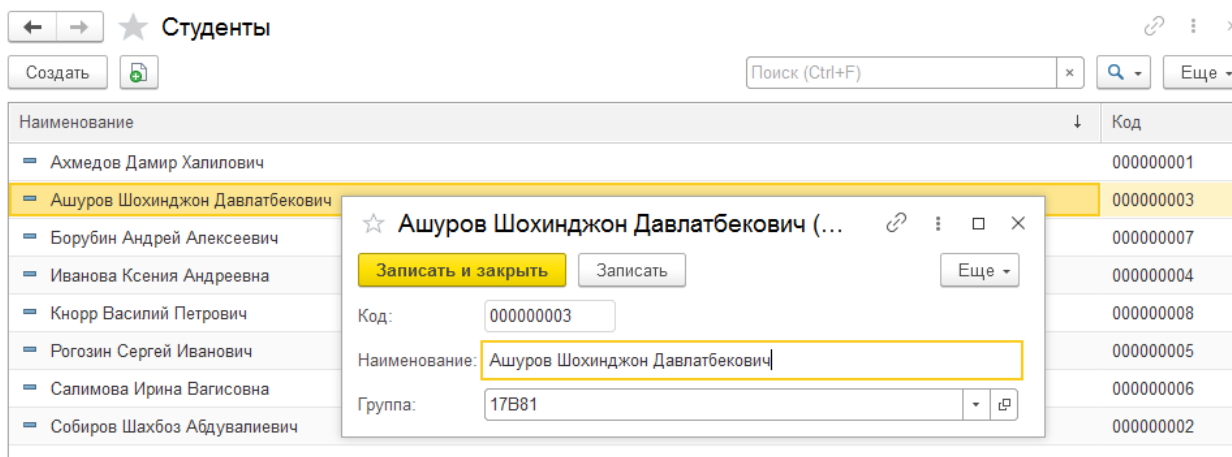 Студенты
Создать
Поиск (Ctrl+F)
×
Еще
Наименование ↓ Код
Ахмедов Дамир Халилович 000000001
Ашуров Шохинджон Давлатбекович 000000003
Борубин Андрей Алексеевич 000000007
Иванова Ксения Андреевна 000000004
Кнорр Василий Петрович 000000008
Рогозин Сергей Иванович 000000005
Салимова Ирина Вагисовна 000000006
Собиров Шахбоз Абдувалиевич 000000002
Ашуров Шохинджон Давлатбекович (...
Записать и закрыть Записать Еще
Код: 000000003
Наименование: Ашуров Шохинджон Давлатбекович
Группа: 17В81